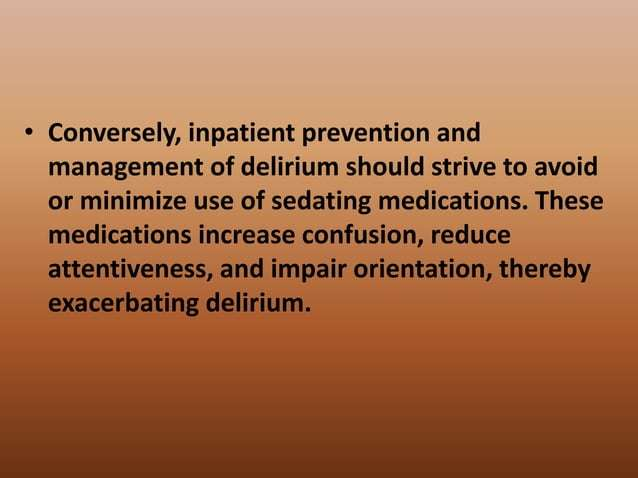 • Conversely, inpatient prevention and
management of delirium should strive to avoid
or minimize use of sedating medications. These
medications increase confusion, reduce
attentiveness, and impair orientation, thereby
exacerbating delirium.